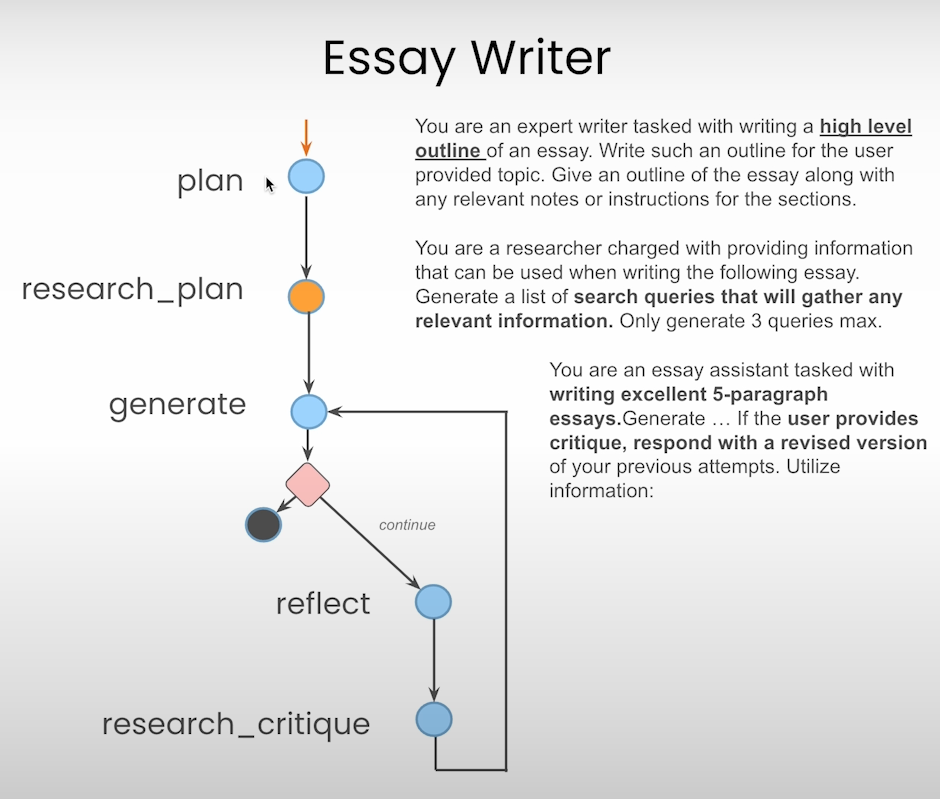 Essay Writer
You are an expert writer tasked with writing a high level
outline of an essay. Write such an outline for the user
provided topic. Give an outline of the essay along with
any relevant notes or instructions for the sections.
plan
You are a researcher charged with providing information
that can be used when writing the following essay.
Generate a list of search queries that will gather any
relevant information. Only generate 3 queries max.
research_plan
You are an essay assistant tasked with
writing excellent 5-paragraph
essays.Generate … If the user provides
critique, respond with a revised version
of your previous attempts. Utilize
information:
generate
continue
reflect
research_critique